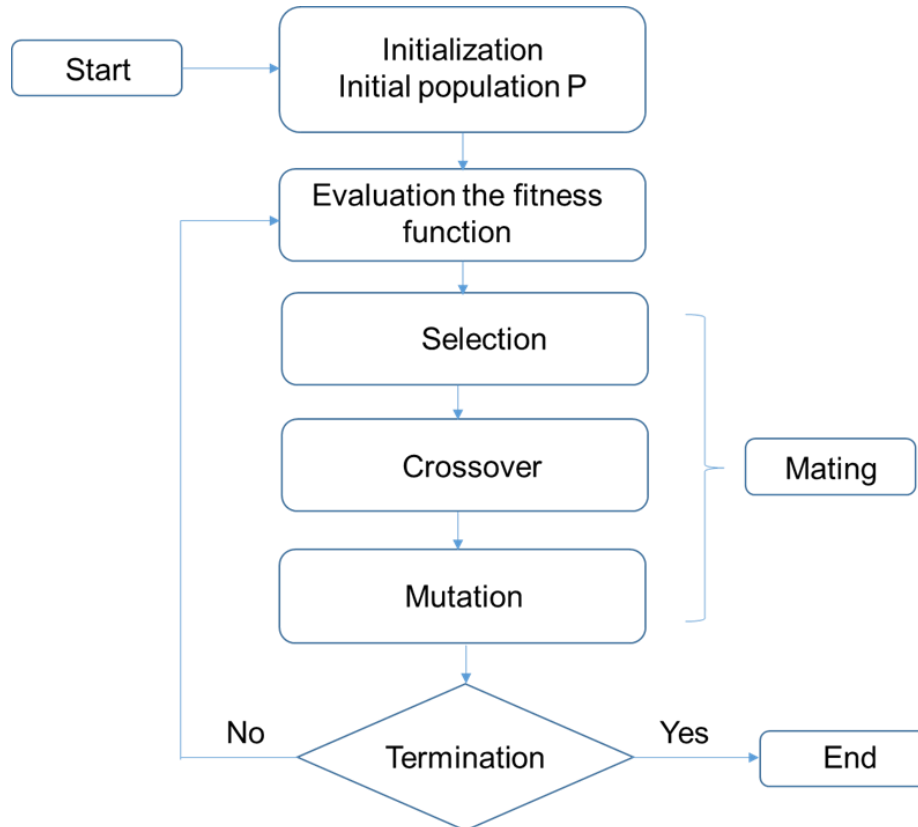 Start
Initialization
Initial population P
Evaluation the fitness
function
Selection
Crossover
Mating
Mutation
No
Termination
Yes
End